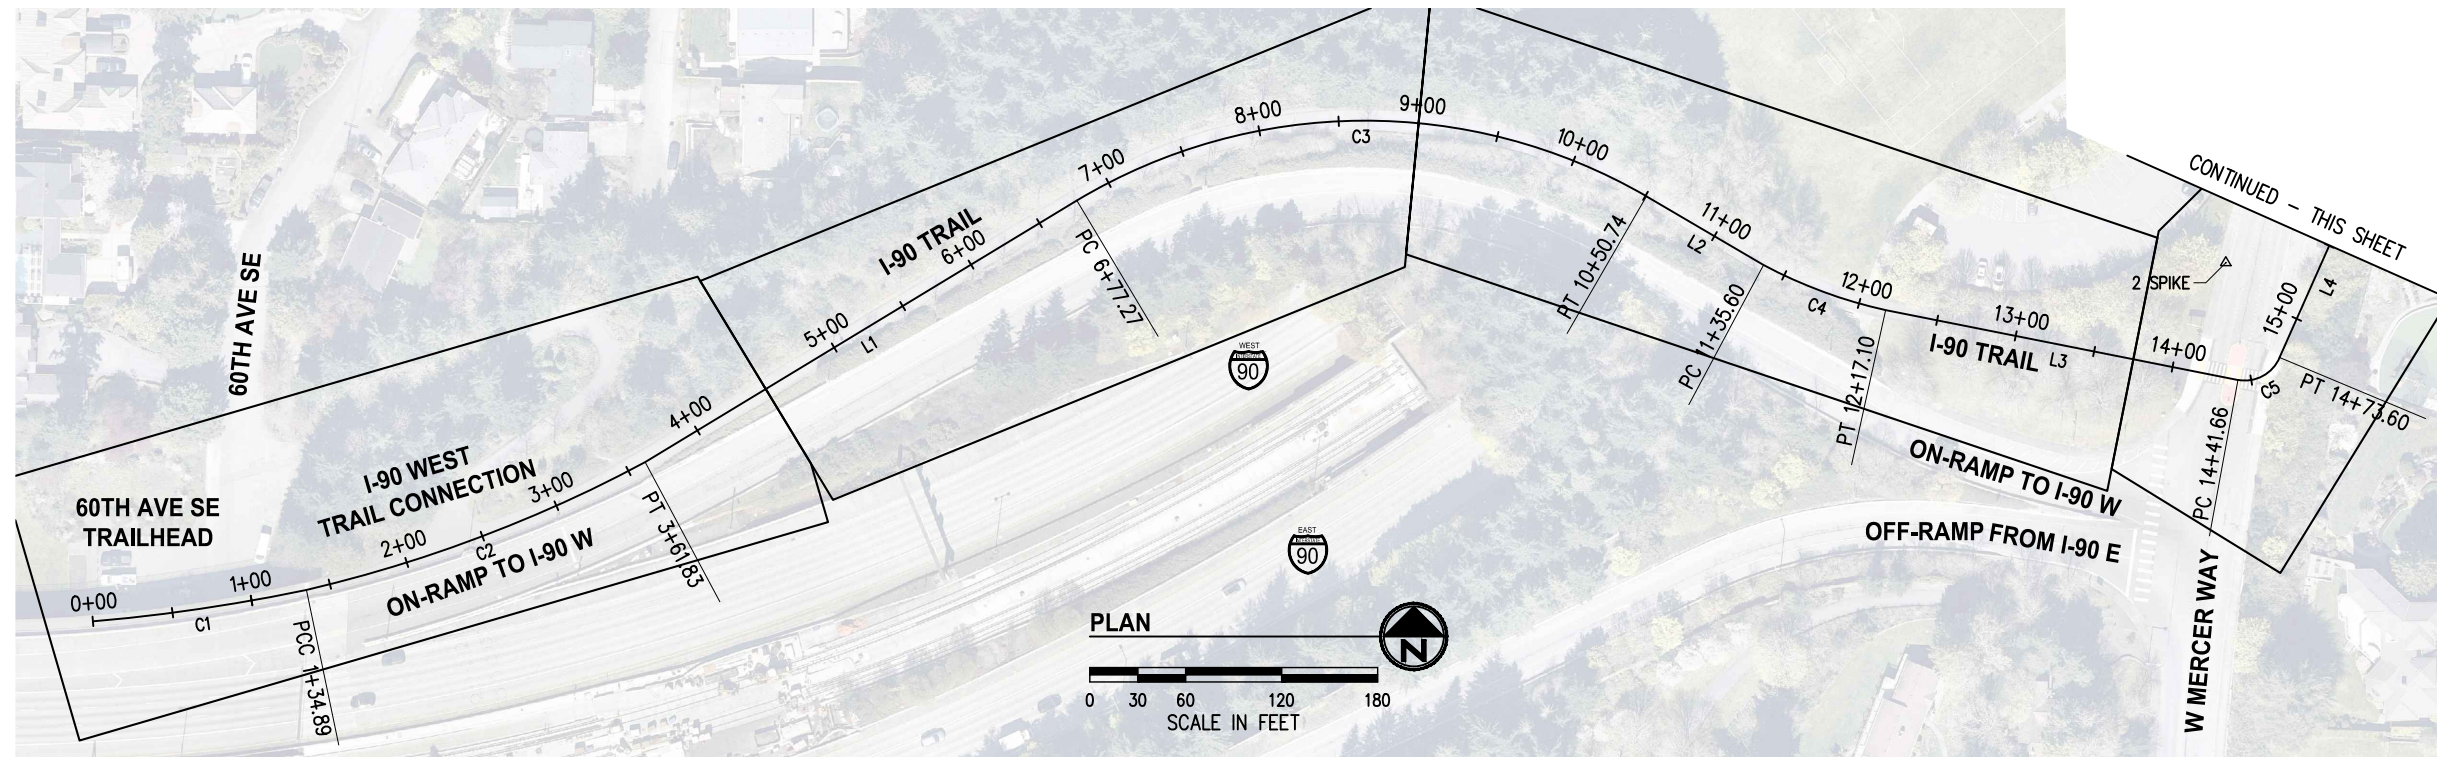 60TH AVE SE
60TH AVE SE
TRAILHEAD
I-90 WEST
TRAIL CONNECTION
ON-RAMP TO I-90 W
0+00
C1
1+00
PCC 1+34.89
2+00
C2
3+00
PT 3+61.83
4+00
5+00
L1
I-90 TRAIL
6+00
PC 6+77.27
7+00
8+00
C3
9+00
10+00
PT 10+50.74
11+00
L2
PC 11+35.60
C4
12+00
PT 12+17.10
13+00
I-90 TRAIL
L3
14+00
PC 14+41.66
C5
PT 14+73.60
15+00
L4
2 SPIKE
CONTINUED - THIS SHEET
WEST
INTERSTATE
90
EAST
INTERSTATE
90
ON-RAMP TO I-90 W
OFF-RAMP FROM I-90 E
W MERCER WAY
PLAN
N
0 30 60 120 180
SCALE IN FEET